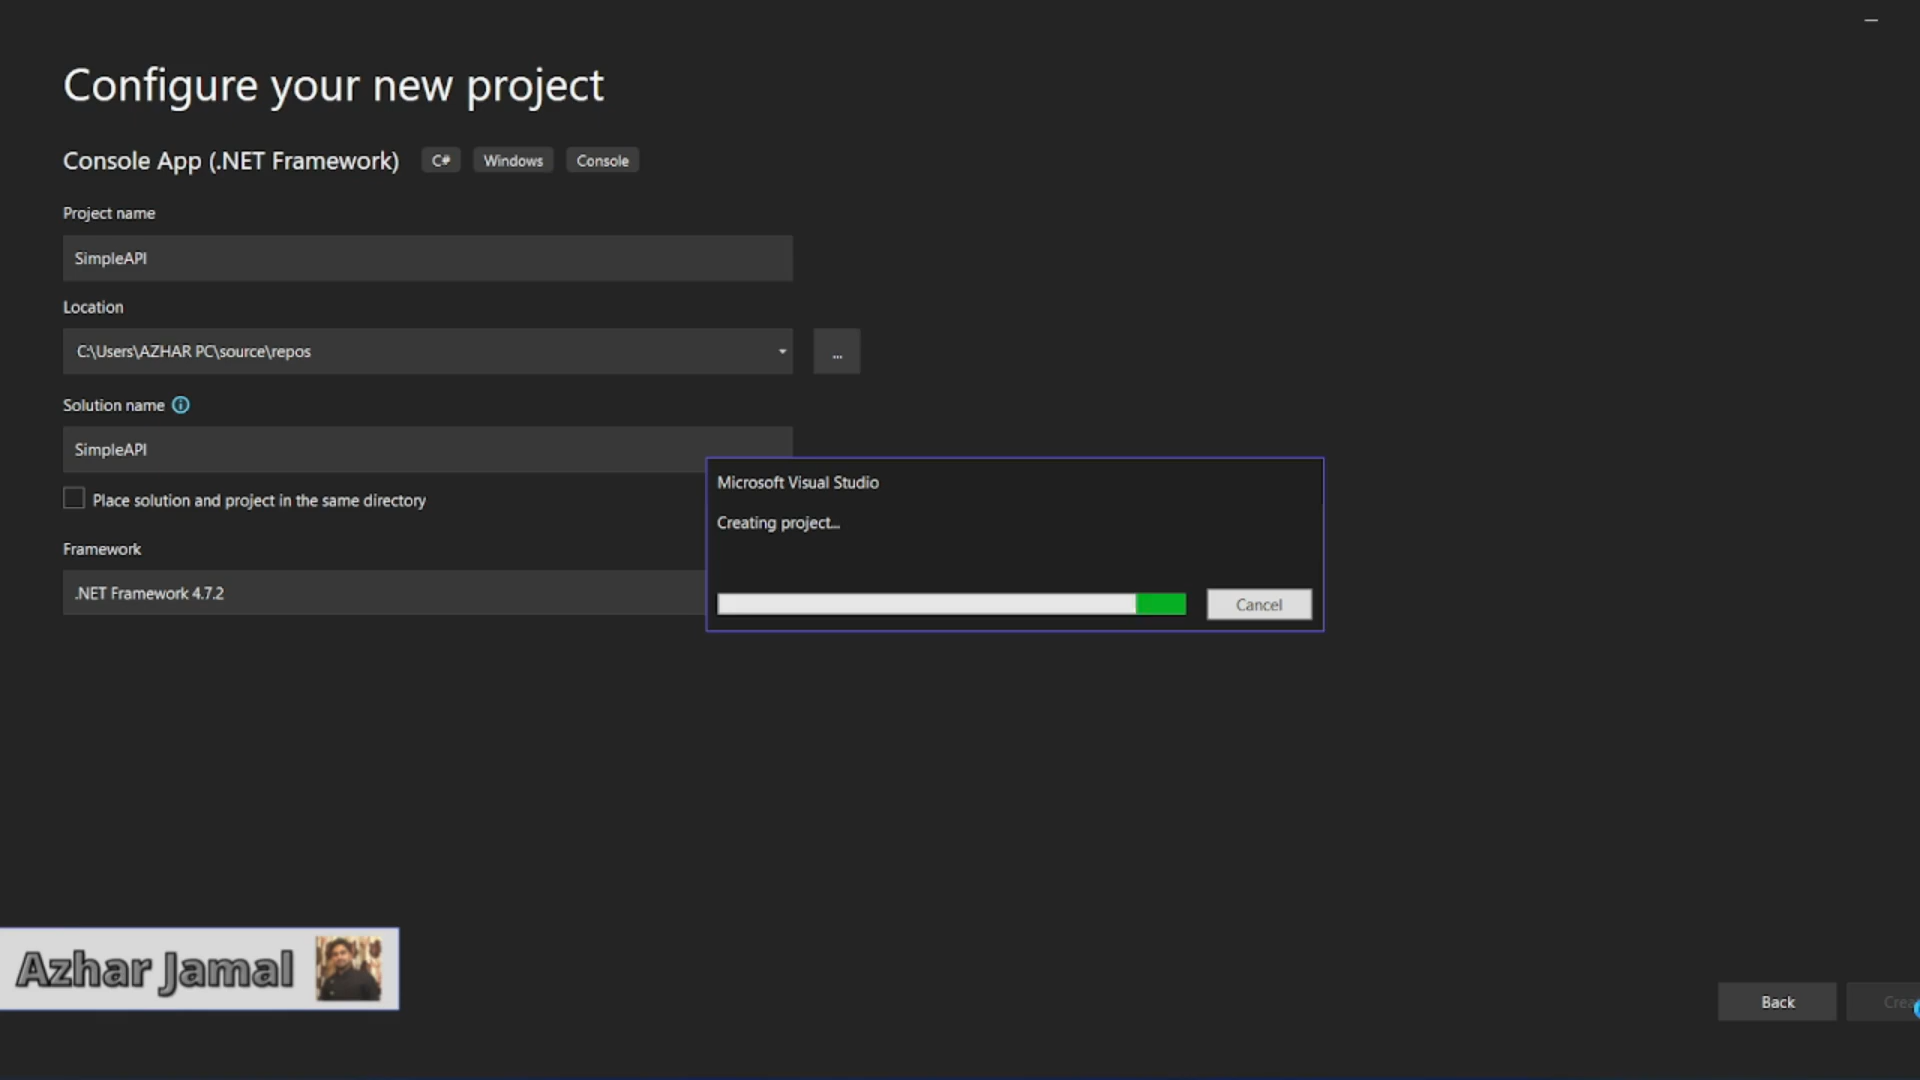 Configure your new project
Console App (.NET Framework) C# Windows Console
Project name
SimpleAPI
Location
C:\Users\AZHAR PC\source\repos
...
Solution name
SimpleAPI
Place solution and project in the same directory
Framework
.NET Framework 4.7.2
Microsoft Visual Studio
Creating project...
Cancel
Azhar Jamal
Back